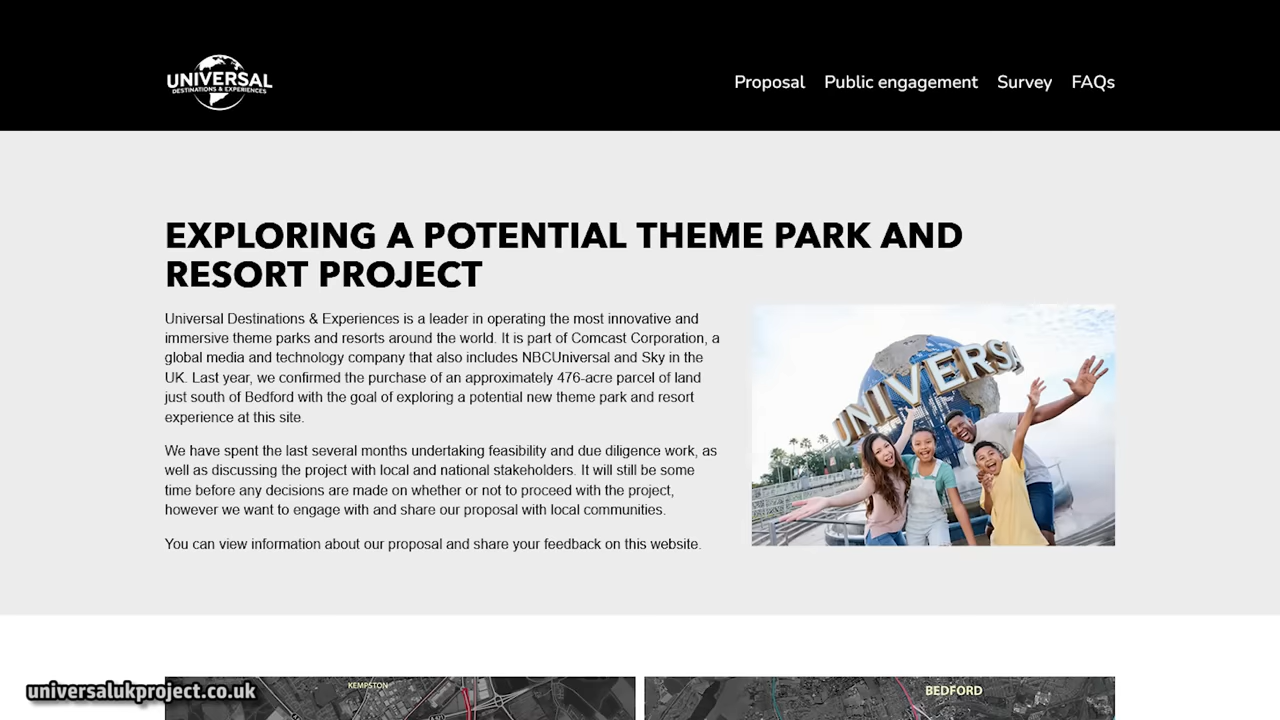 UNIVERSAL
DESTINATIONS & EXPERIENCES
Proposal Public engagement Survey FAQs
EXPLORING A POTENTIAL THEME PARK AND
RESORT PROJECT
Universal Destinations & Experiences is a leader in operating the most innovative and
immersive theme parks and resorts around the world. It is part of Comcast Corporation, a
global media and technology company that also includes NBCUniversal and Sky in the
UK. Last year, we confirmed the purchase of an approximately 476-acre parcel of land
just south of Bedford with the goal of exploring a potential new theme park and resort
experience at this site.
We have spent the last several months undertaking feasibility and due diligence work, as
well as discussing the project with local and national stakeholders. It will still be some
time before any decisions are made on whether or not to proceed with the project,
however we want to engage with and share our proposal with local communities.
You can view information about our proposal and share your feedback on this website.
UNIVERSA
KEMPSTON
BEDFORD
universalukproject.co.uk